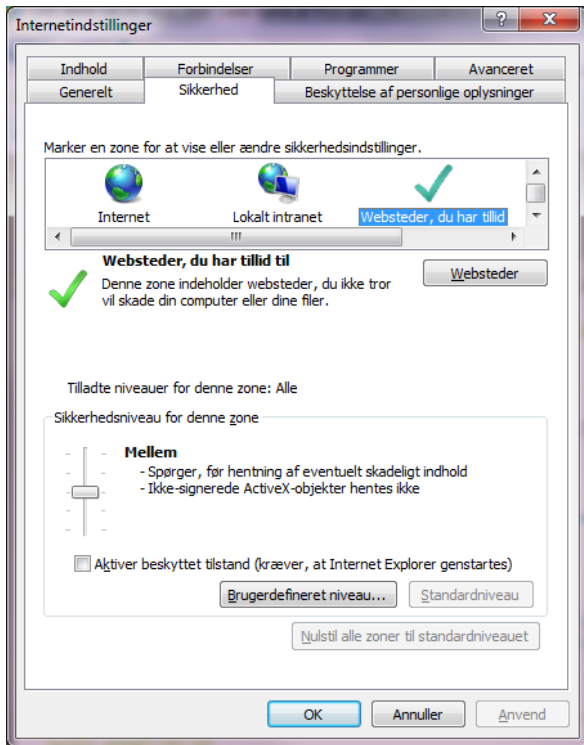 Internetindstillinger
Indhold Forbindelser Programmer Avanceret
Generelt Sikkerhed Beskyttelse af personlige oplysninger
Marker en zone for at vise eller ændre sikkerhedsindstillinger.
Internet Lokalt intranet Websteder, du har tillid
Websteder, du har tillid til
Denne zone indeholder websteder, du ikke tror
vil skade din computer eller dine filer.
Websteder
Tilladte niveauer for denne zone: Alle
Sikkerhedsniveau for denne zone
Mellem
- Spørger, før hentning af eventuelt skadeligt indhold
- Ikke-signerede ActiveX-objekter hentes ikke
Aktiver beskyttet tilstand (kræver, at Internet Explorer genstartes)
Brugerdefineret niveau... Standardniveau
Nulstil alle zoner til standardniveauet
OK Annuller Anvend